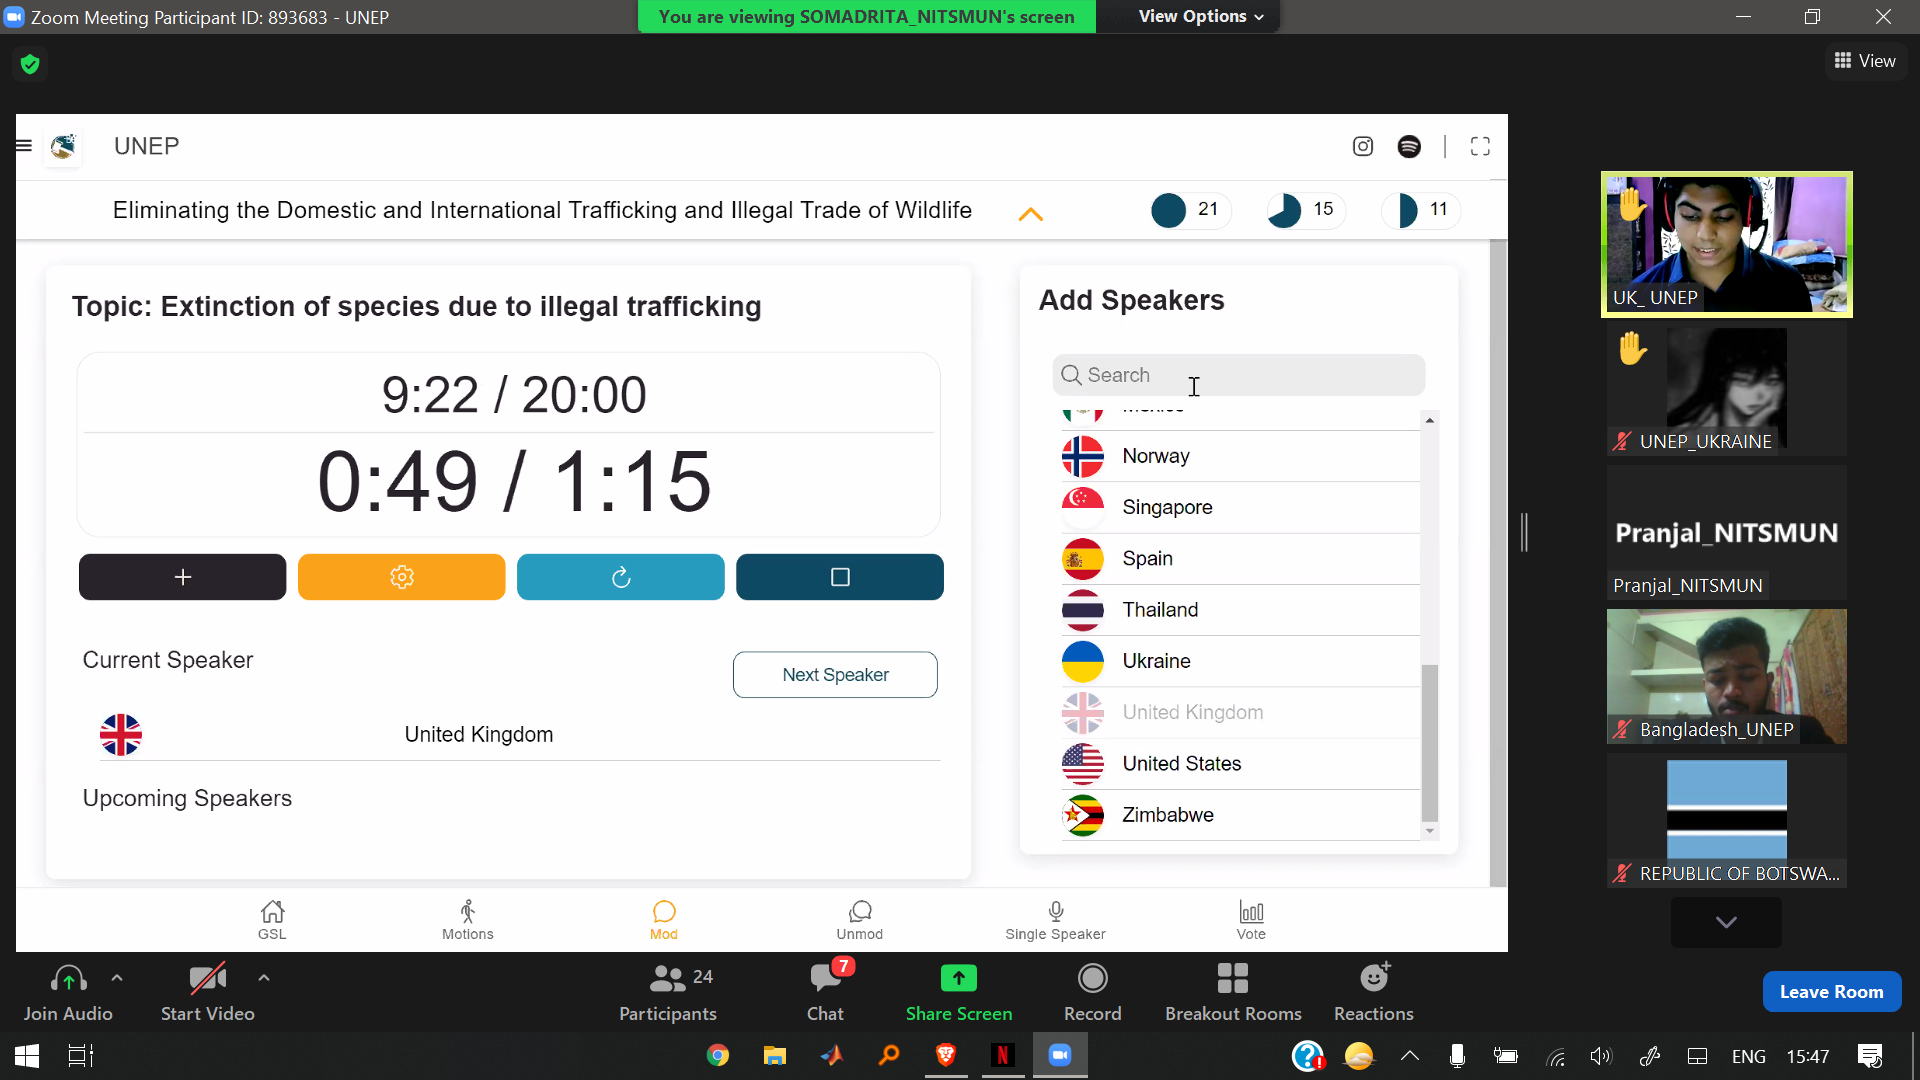 Zoom Meeting Participant ID: 893683 - UNEP
You are viewing SOMADRITA_NITSMUN's screen
View Options
View
UNEP
Eliminating the Domestic and International Trafficking and Illegal Trade of Wildlife
21
15
11
Topic: Extinction of species due to illegal trafficking
9:22 / 20:00
0:49 / 1:15
Current Speaker
Next Speaker
United Kingdom
Upcoming Speakers
Add Speakers
Search
Mexico
Norway
Singapore
Spain
Thailand
Ukraine
United Kingdom
United States
Zimbabwe
GSL
Motions
Mod
Unmod
Single Speaker
Vote
UK_ UNEP
UNEP_UKRAINE
Pranjal_NITSMUN
Pranjal_NITSMUN
Bangladesh_UNEP
REPUBLIC OF BOTSWA...
Join Audio
Start Video
24
Participants
7
Chat
Share Screen
Record
Breakout Rooms
Reactions
Leave Room
ENG
15:47